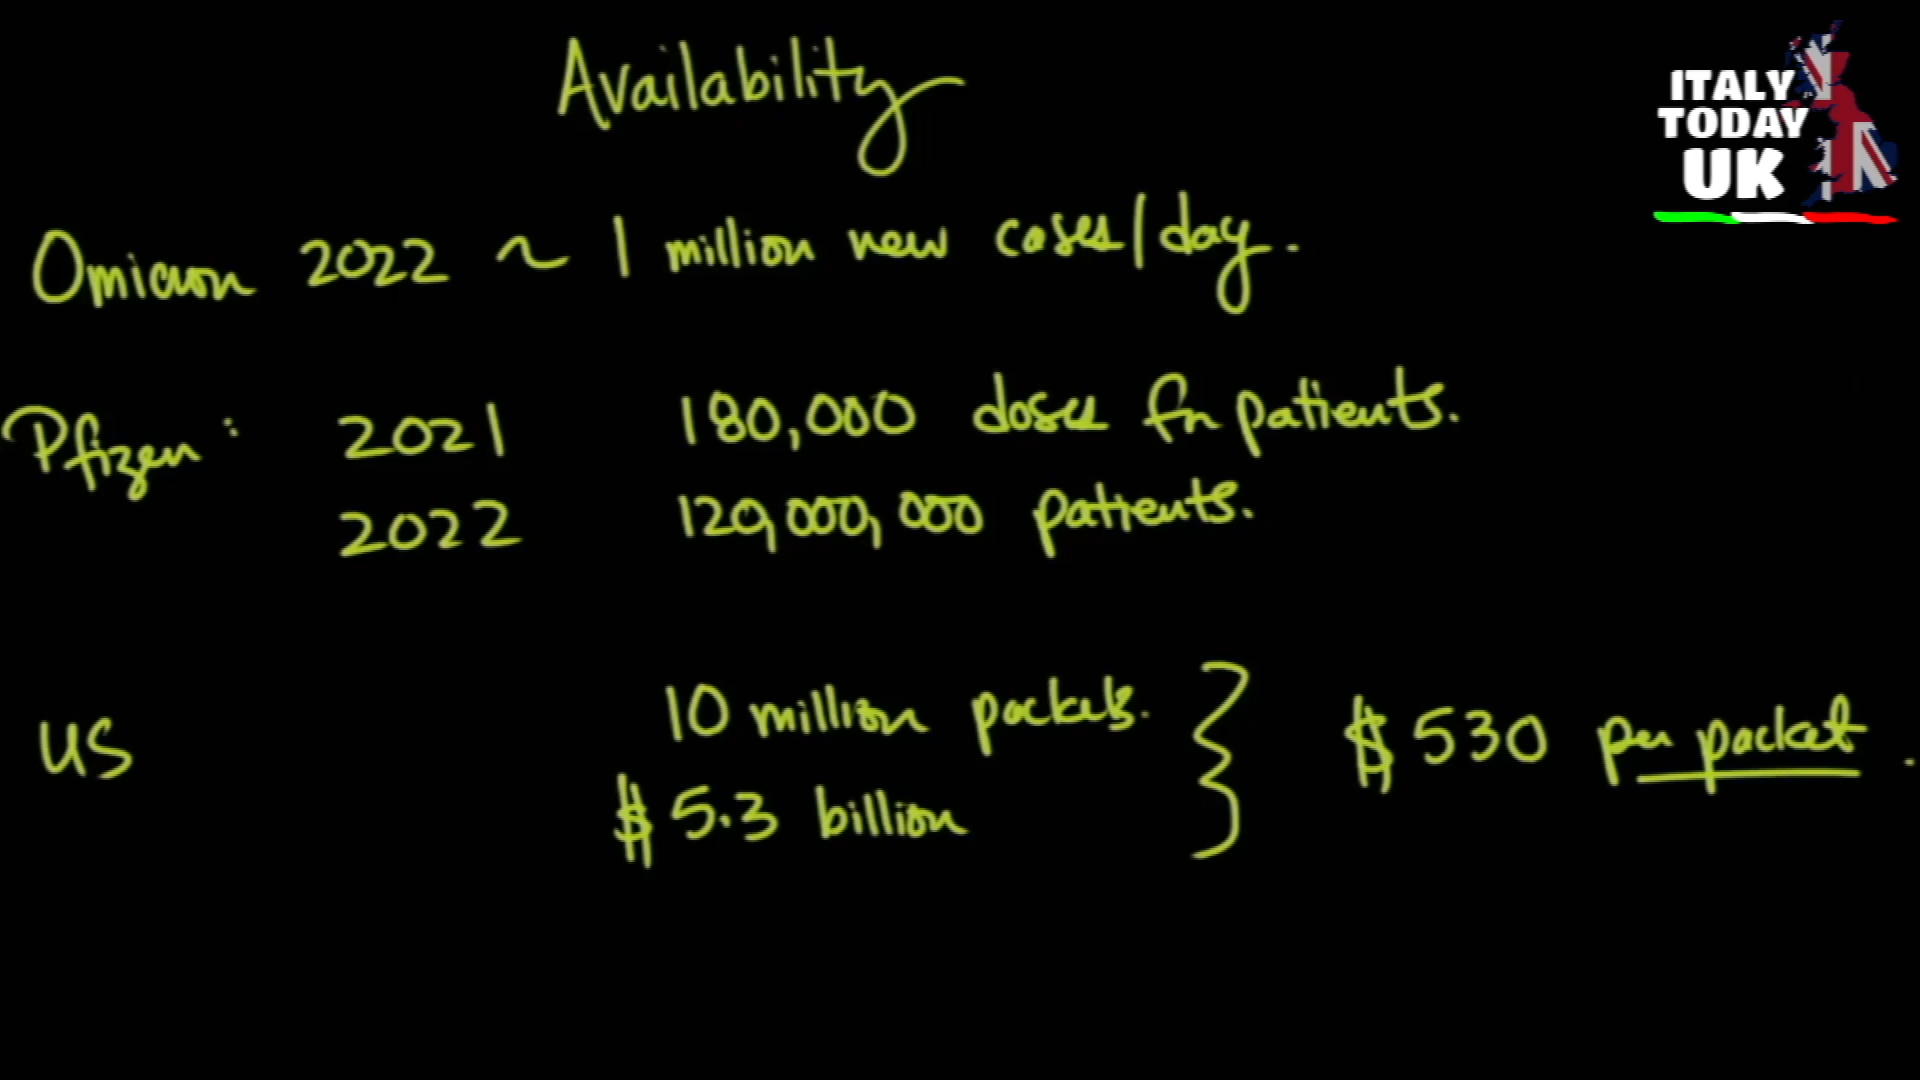 Availability
ITALY
TODAY
UK
Omicron 2022 ~ 1 million new cases/day.
Pfizer: 2021 180,000 doses for patients.
2022 120,000,000 patients.
US 10 million packets. } $530 per packet.
$5.3 billion